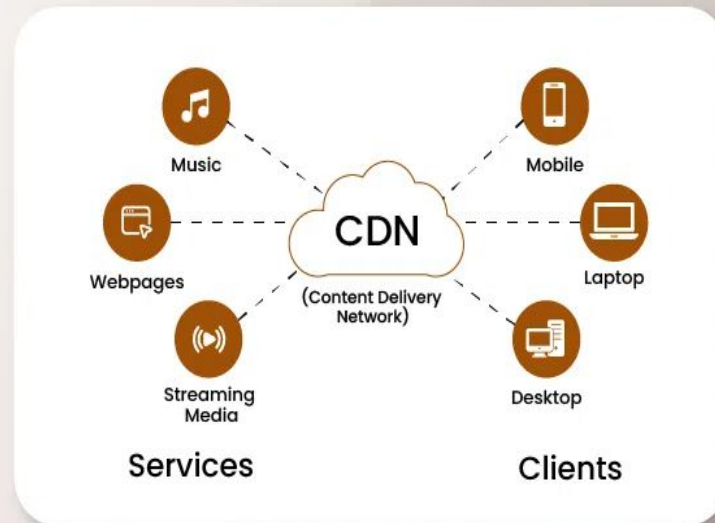 Music
Mobile
CDN
Webpages
Laptop
(Content Delivery
Network)
Streaming
Media
Desktop
Services
Clients